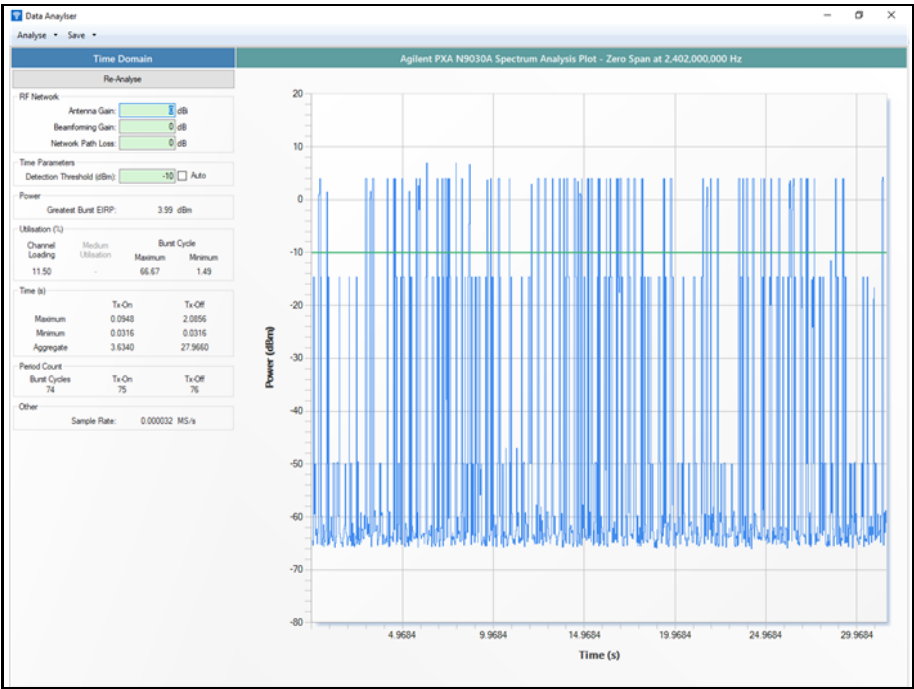 Data Anaylser
Analyse Save
Time Domain
Agilent PXA N9030A Spectrum Analysis Plot - Zero Span at 2,402,000,000 Hz
Re-Analyse
RF Network
Antenna Gain: 0 dBi
Beamforming Gain: 0 dB
Network Path Loss: 0 dB
Time Parameters
Detection Threshold (dBm): -10 Auto
Power
Greatest Burst EIRP: 3.99 dBm
Utilisation (%)
Channel Loading Medium Utilisation Burst Cycle
Maximum Minimum
11.50 - 66.67 1.49
Time (s)
Tx-On Tx-Off
Maximum 0.0948 2.0856
Minimum 0.0316 0.0316
Aggregate 3.6340 27.9660
Period Count
Burst Cycles Tx-On Tx-Off
74 75 76
Other
Sample Rate: 0.000032 MS/s
20
10
0
-10
-20
-30
-40
-50
-60
-70
-80
Power (dBm)
4.9684 9.9684 14.9684 19.9684 24.9684 29.9684
Time (s)